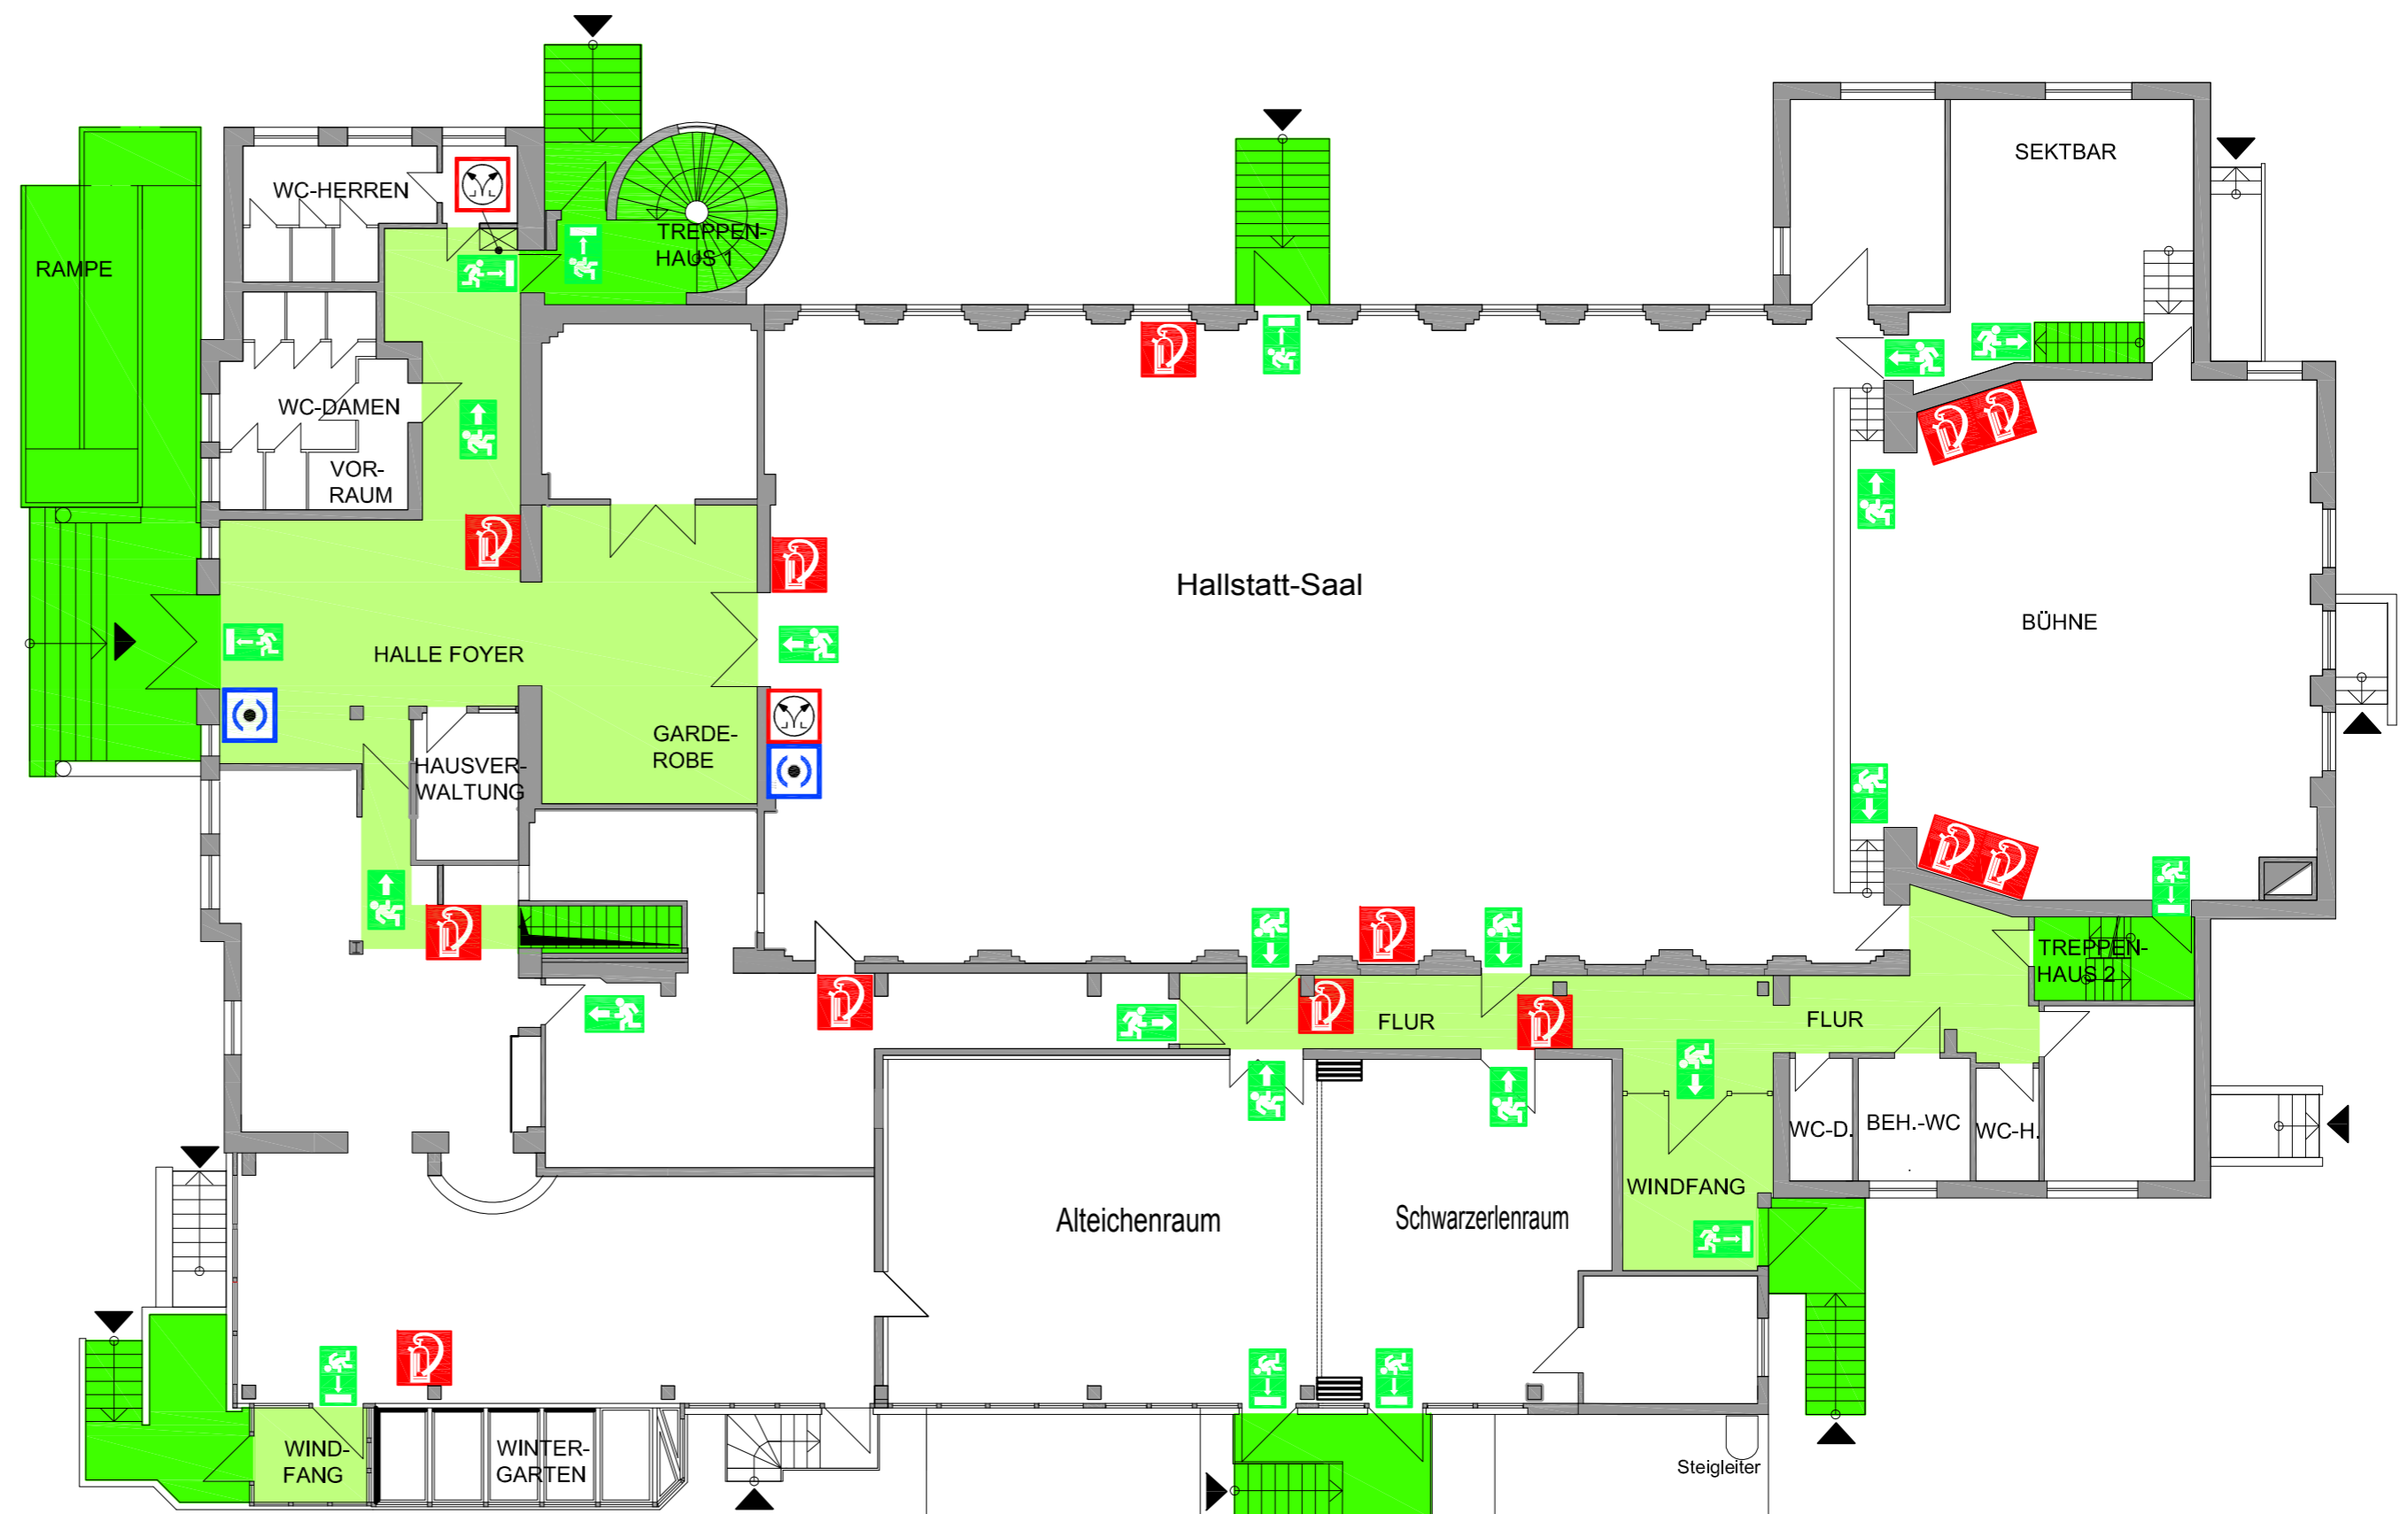 SEKTBAR
WC-HERREN
TREPPEN-
HAUS 1
RAMPE
WC-DAMEN
VOR-
RAUM
Hallstatt-Saal
BÜHNE
HALLE FOYER
GARDE-
ROBE
HAUSVER-
WALTUNG
TREPPEN-
HAUS 2
FLUR
FLUR
WC-D.
BEH.-WC
WC-H.
WINDFANG
Alteichenraum
Schwarzerlenraum
WIND-
FANG
WINTER-
GARTEN
Steigleiter